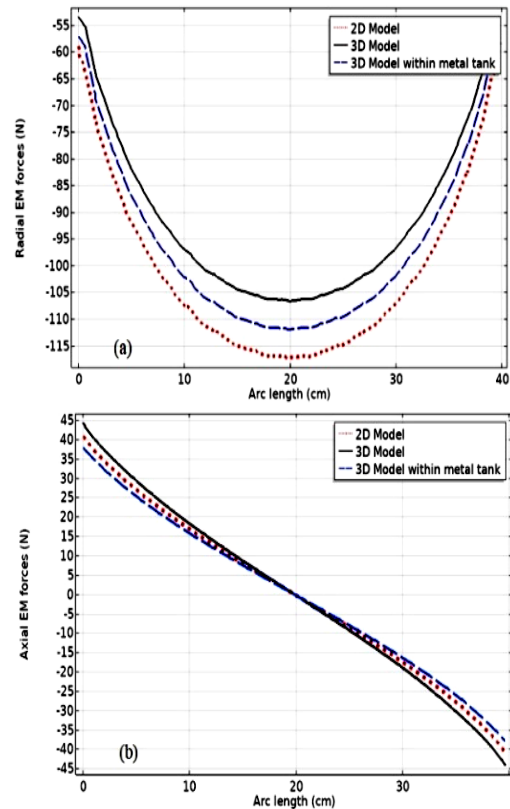 2D Model
3D Model
3D Model within metal tank
-55
-60
-65
-70
-75
-80
-85
-90
-95
-100
-105
-110
-115
Radial EM forces (N)
(a)
0 10 20 30 40
Arc length (cm)
2D Model
3D Model
3D Model within metal tank
45
40
35
30
25
20
15
10
5
0
-5
-10
-15
-20
-25
-30
-35
-40
-45
Axial EM forces (N)
(b)
0 10 20 30
Arc length (cm)